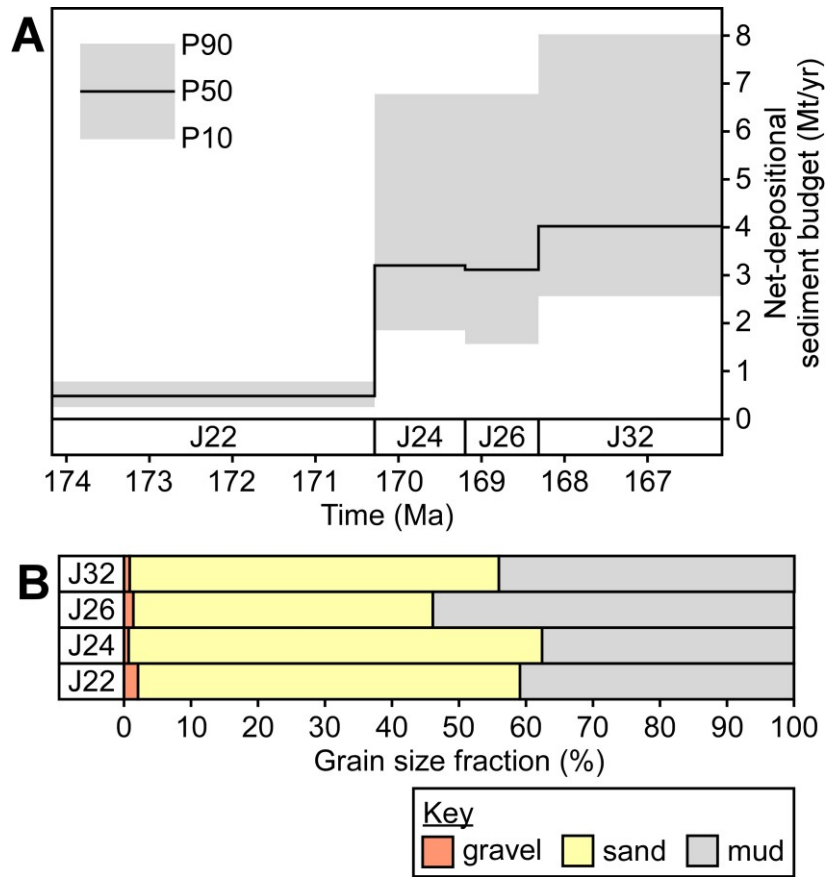 A
P90
P50
P10
8
7
6
5
4
3
2
1
0
Net-depositional
sediment budget (Mt/yr)
J22 J24 J26 J32
174 173 172 171 170 169 168 167
Time (Ma)
B
J32
J26
J24
J22
0 10 20 30 40 50 60 70 80 90 100
Grain size fraction (%)
Key
gravel sand mud